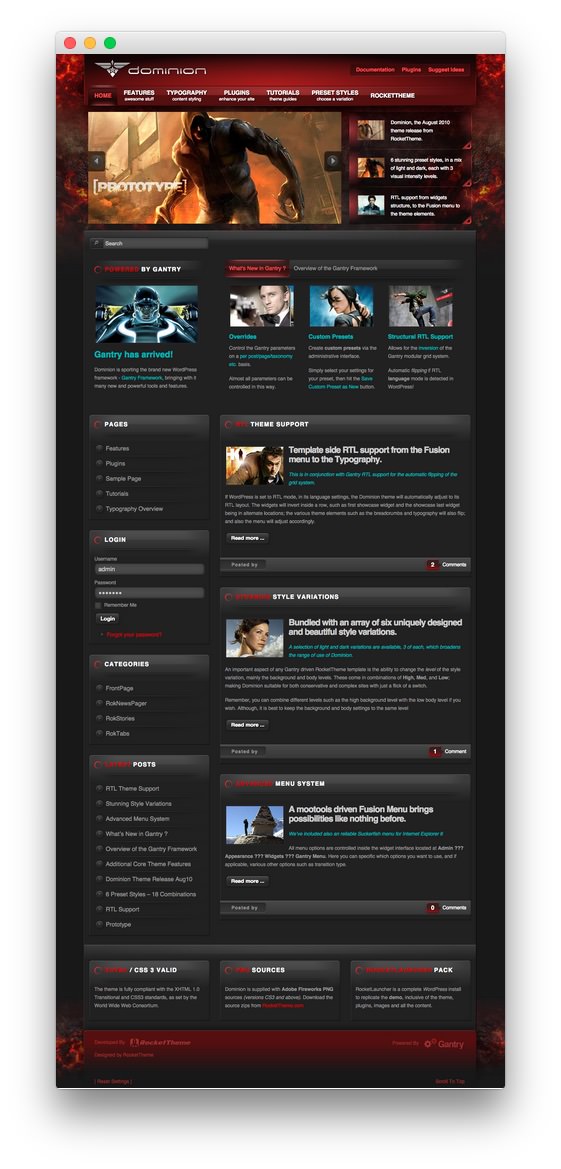 dominion
Documentation Plugins Suggest Ideas
HOME FEATURES TYPOGRAPHY PLUGINS TUTORIALS PRESET STYLES ROCKETTHEME
awesome stuff content styling enhance your site theme guides choose a variation
[PROTOTYPE]
Dominion, the August 2010
theme release from
RocketTheme.
6 stunning preset styles, in a mix
of light and dark, each with 3
visual intensity levels.
RTL support from widgets
structure, to the Fusion menu to
the theme elements.
Search
POWERED BY GANTRY
Gantry has arrived!
Dominion is sporting the brand new WordPress
framework - Gantry Framework, bringing with it
many new and powerful tools and features.
What's New in Gantry ? Overview of the Gantry Framework
Overrides
Control the Gantry parameters
on a per post/page/taxonomy
etc. basis.
Almost all parameters can be
controlled in this way.
Custom Presets
Create custom presets via the
administrative interface.
Simply select your settings for
your preset, then hit the Save
Custom Preset as New button.
Structural RTL Support
Allows for the inversion of the
Gantry modular grid system.
Automatic flipping if RTL
language mode is detected in
WordPress!
PAGES
Features
Plugins
Sample Page
Tutorials
Typography Overview
LOGIN
Username
admin
Password
Remember Me
Login
Forgot your password?
CATEGORIES
FrontPage
RokNewsPager
RokStories
RokTabs
LATEST POSTS
RTL Theme Support
Stunning Style Variations
Advanced Menu System
What's New in Gantry ?
Overview of the Gantry Framework
Additional Core Theme Features
Dominion Theme Release Aug10
6 Preset Styles – 18 Combinations
RTL Support
Prototype
RTL THEME SUPPORT
Template side RTL support from the Fusion
menu to the Typography.
This is in conjunction with Gantry RTL support for the automatic flipping of the
grid system.
If WordPress is set to RTL mode, in its language settings, the Dominion theme will automatically adjust to its
RTL layout. The widgets will invert inside a row, such as first showcase widget and the showcase last widget
being in alternate locations; the various theme elements such as the breadcrumbs and typography will also flip;
and also the menu will adjust accordingly.
Read more ...
Posted by 2 Comments
STUNNING STYLE VARIATIONS
Bundled with an array of six uniquely designed
and beautiful style variations.
A selection of light and dark variations are available, 3 of each, which broadens
the range of use of Dominion.
An important aspect of any Gantry driven RocketTheme template is the ability to change the level of the style
variation, mainly the background and body levels. These come in combinations of High, Med, and Low;
making Dominion suitable for both conservative and complex sites with just a flick of a switch.
Remember, you can combine different levels such as the high background level with the low body level if you
wish. Although, it is best to keep the background and body settings to the same level
Read more ...
Posted by 1 Comment
ADVANCED MENU SYSTEM
A mootools driven Fusion Menu brings
possibilities like nothing before.
We've included also an reliable Suckerfish menu for Internet Explorer 6
All menu options are controlled inside the widget interface located at Admin ???
Appearance ??? Widgets ??? Gantry Menu. Here you can specific which options you want to use, and if
applicable, various other options such as transition type.
Read more ...
Posted by 0 Comments
XHTML / CSS 3 VALID
The theme is fully compliant with the XHTML 1.0
Transitional and CSS3 standards, as set by the
World Wide Web Consortium.
PNG SOURCES
Dominion is supplied with Adobe Fireworks PNG
sources (versions CS3 and above). Download the
source zips from RocketTheme.com
ROCKETLAUNCHER PACK
RocketLauncher is a complete WordPress install
to replicate the demo, inclusive of the theme,
plugins, images and all the content.
Developed By RocketTheme
Designed by RocketTheme
Powered By Gantry
[ Reset Settings ] Scroll To Top